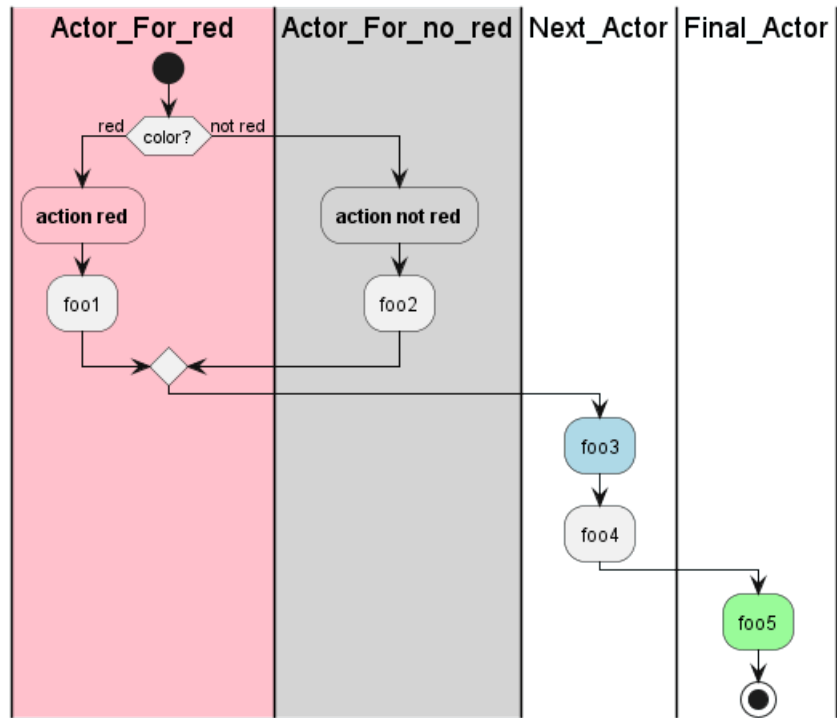 Actor_For_red
Actor_For_no_red
Next_Actor
Final_Actor
red
color?
not red
action red
action not red
foo1
foo2
foo3
foo4
foo5